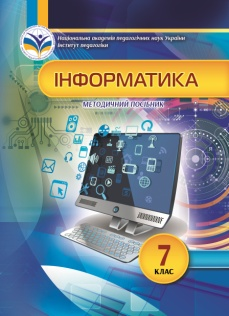 Національна академія педагогічних наук України
Інститут педагогіки
ІНФОРМАТИКА
МЕТОДИЧНИЙ ПОСІБНИК
7
КЛАС